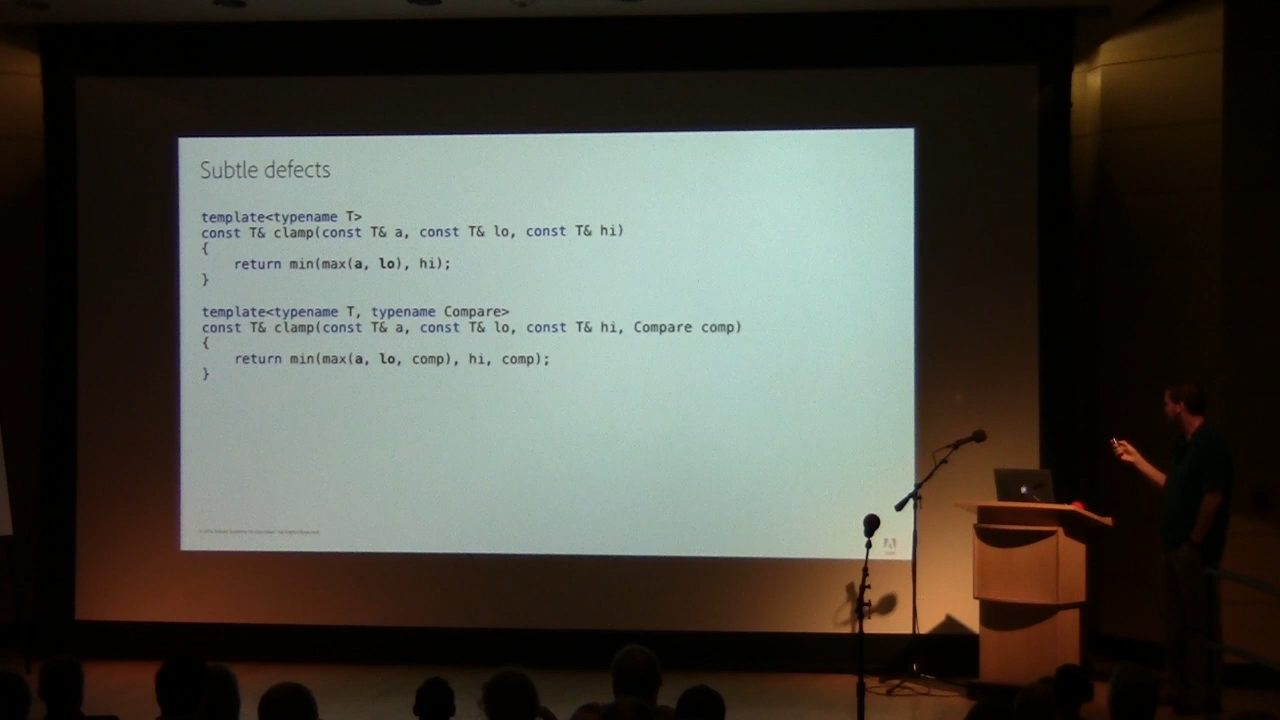 Subtle defects
template<typename T>
const T& clamp(const T& a, const T& lo, const T& hi)
{
    return min(max(a, lo), hi);
}
template<typename T, typename Compare>
const T& clamp(const T& a, const T& lo, const T& hi, Compare comp)
{
    return min(max(a, lo, comp), hi, comp);
}